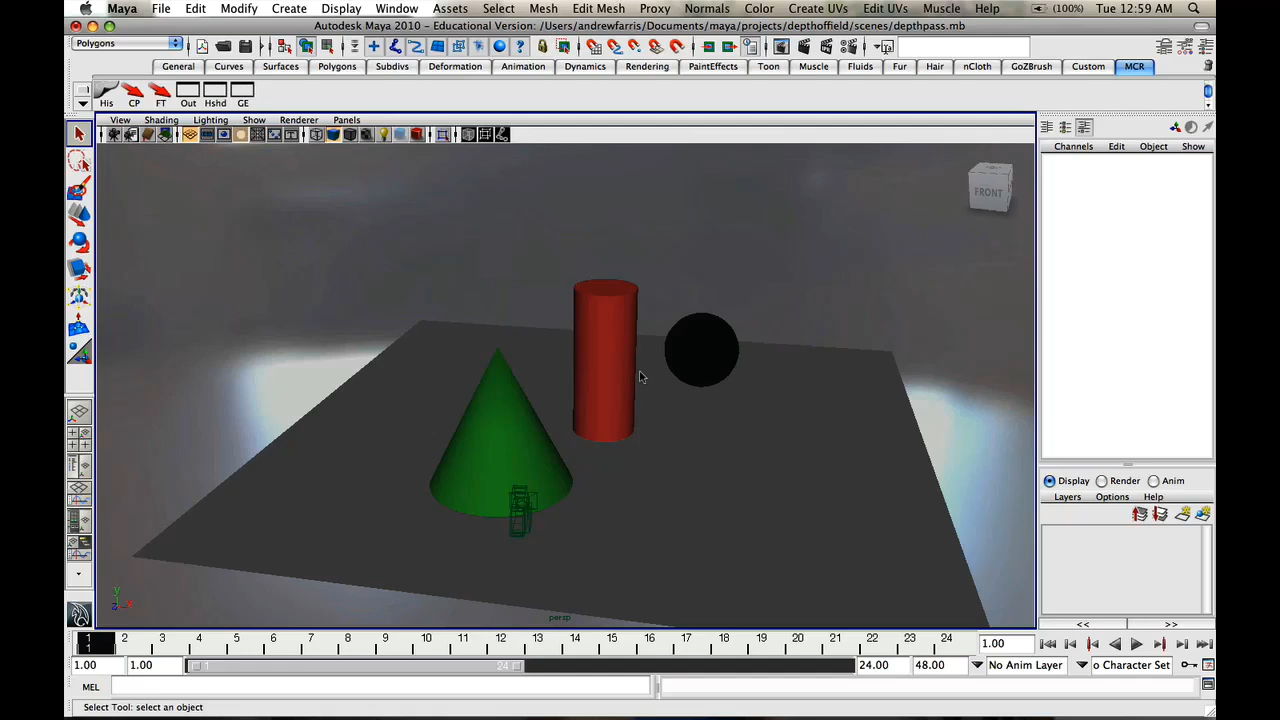 Maya File Edit Modify Create Display Window Assets Select Mesh Edit Mesh Proxy Normals Color Create UVs Edit UVs Muscle Help (100%) Tue 12:59 AM
Autodesk Maya 2010 - Educational Version: /Users/andrewfarris/Documents/maya/projects/tomschoffield/scenes/depthpass.mb
Polygons
General Curves Surfaces Polygons Subdivs Deformation Animation Dynamics Rendering PaintEffects Toon Muscle Fluids Fur Hair nCloth GoZBrush Custom MCR
His CP FT Out Hshd GE
View Shading Lighting Show Renderer Panels
Channels Edit Object Show
FRONT
Display Render Anim
Layers Options Help
y
z x
persp
<< >>
1 2 3 4 5 6 7 8 9 10 11 12 13 14 15 16 17 18 19 20 21 22 23 24 1.00
1
1.00 1.00 1 24 24.00 48.00 No Anim Layer o Character Set
MEL
Select Tool: select an object